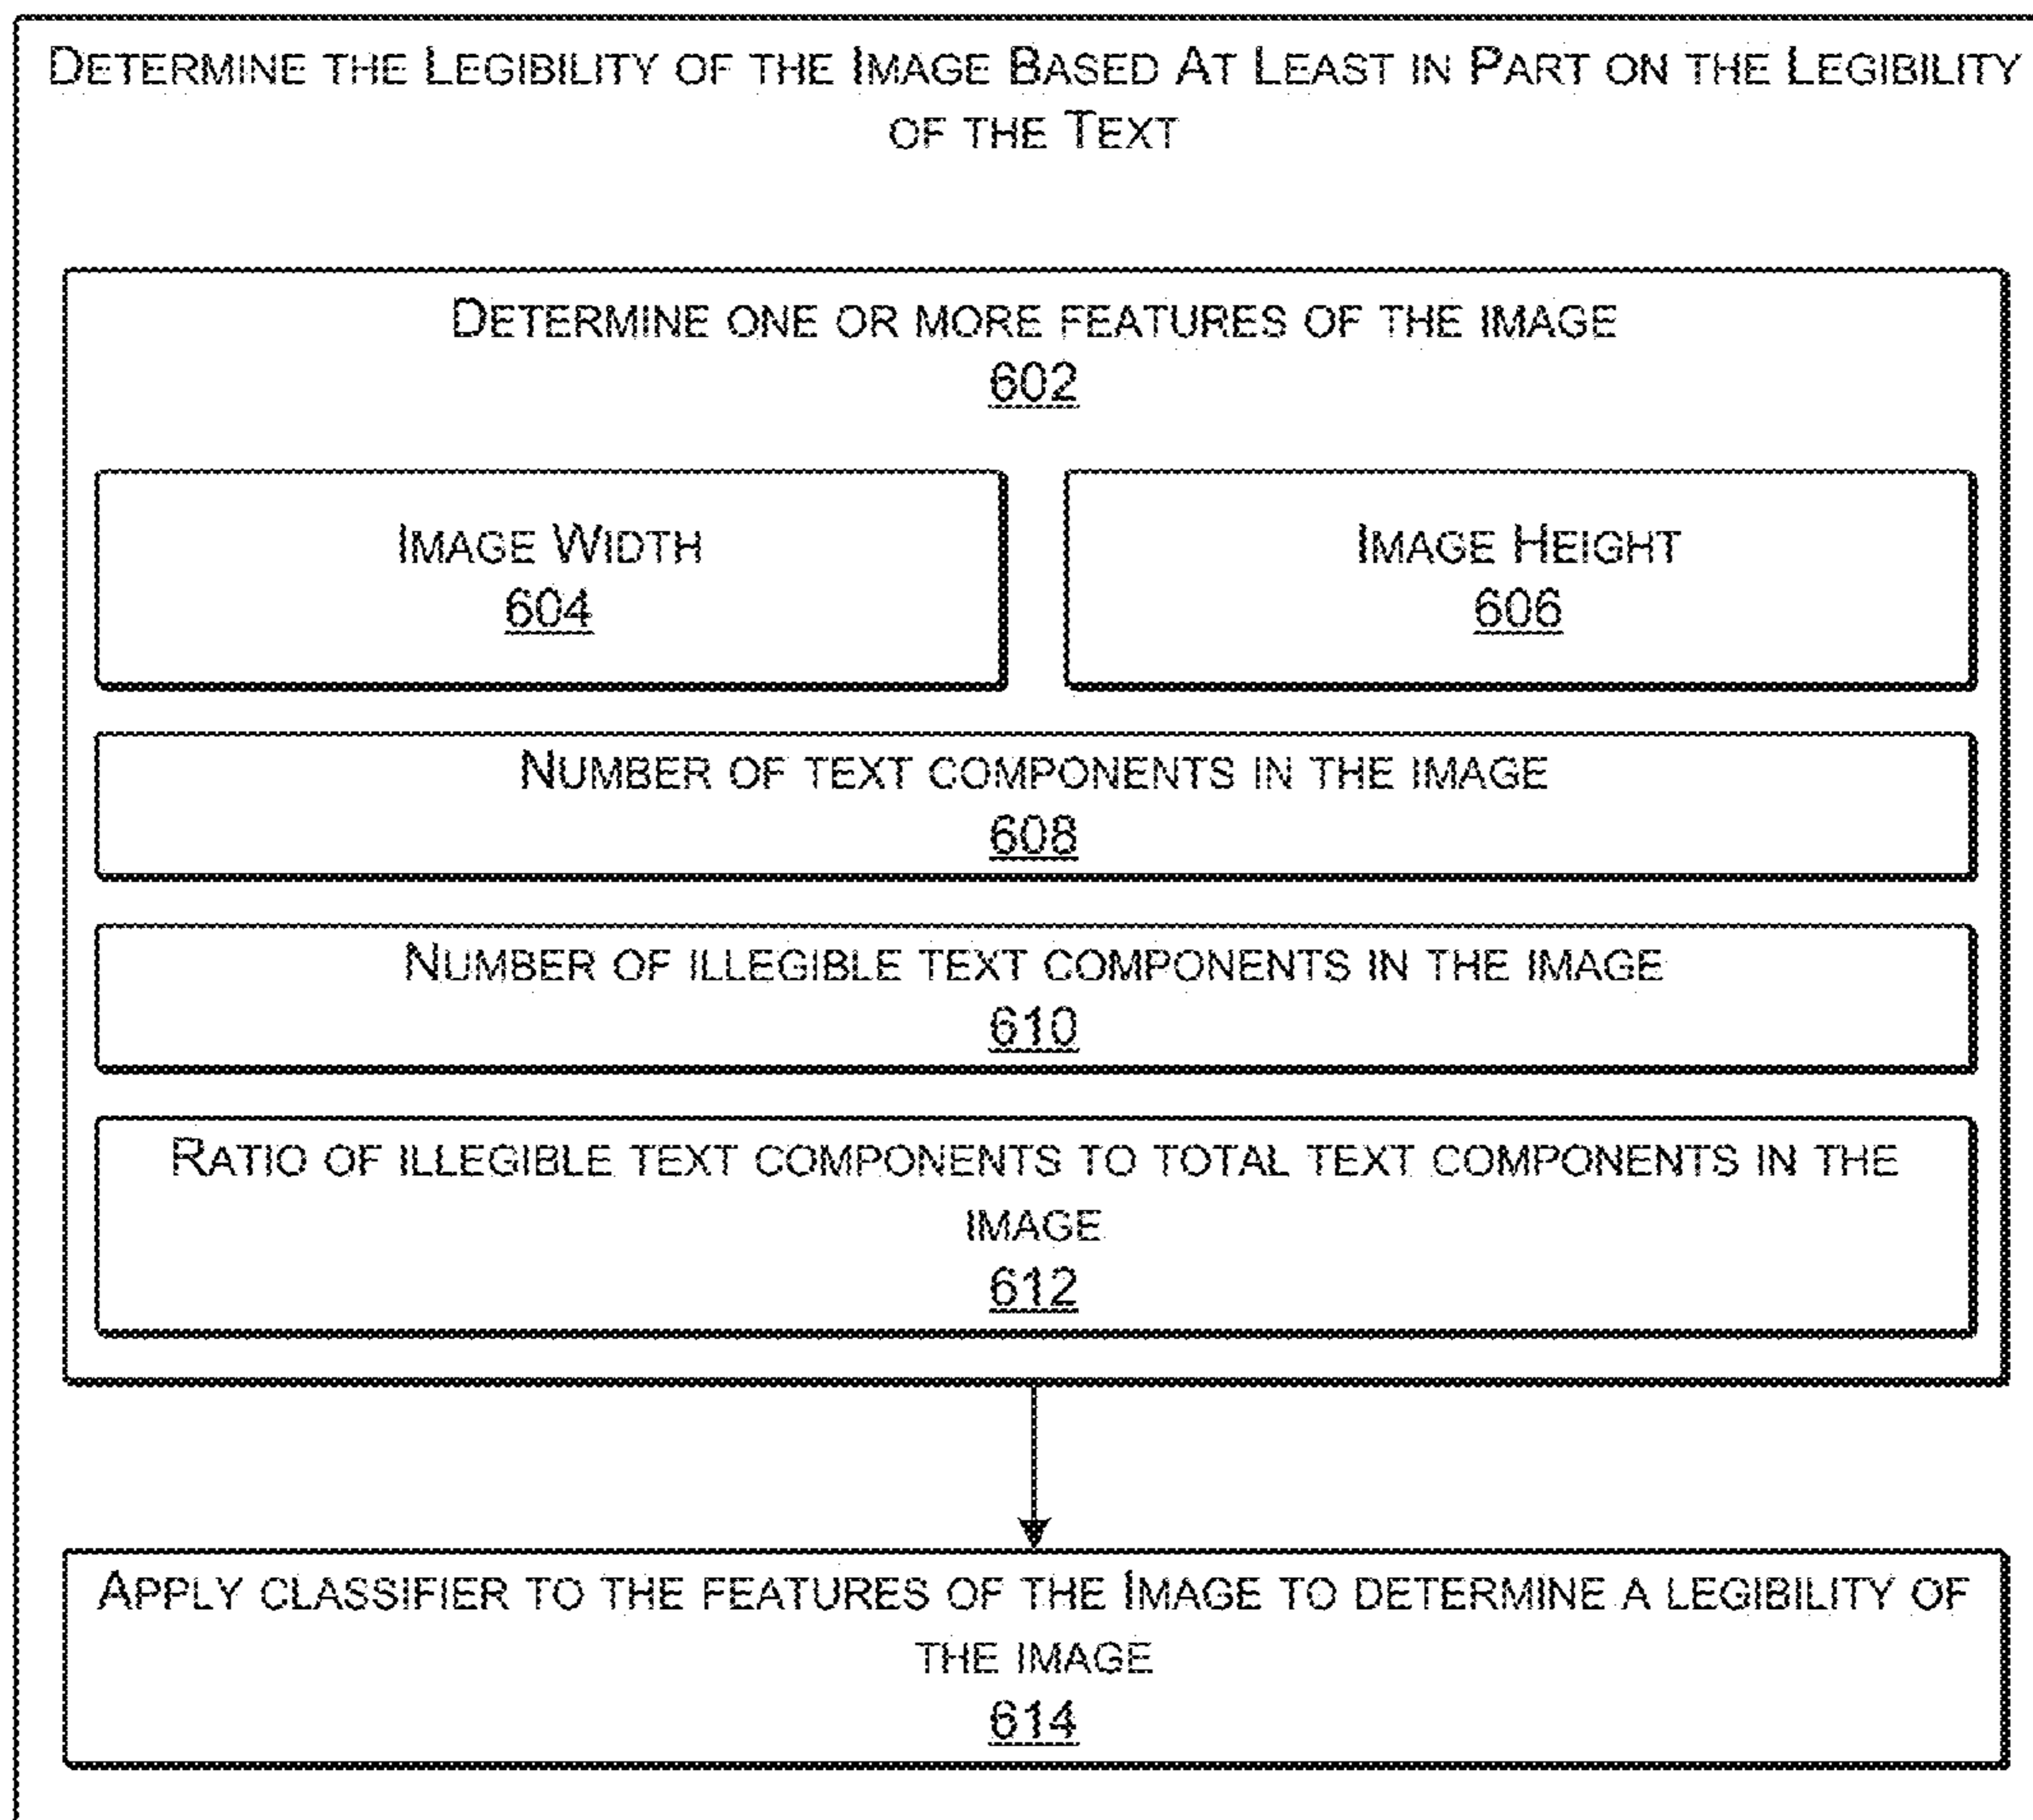 DETERMINE THE LEGIBILITY OF THE IMAGE BASED AT LEAST IN PART ON THE LEGIBILITY
OF THE TEXT
DETERMINE ONE OR MORE FEATURES OF THE IMAGE
602
IMAGE WIDTH
604
IMAGE HEIGHT
606
NUMBER OF TEXT COMPONENTS IN THE IMAGE
608
NUMBER OF ILLEGIBLE TEXT COMPONENTS IN THE IMAGE
610
RATIO OF ILLEGIBLE TEXT COMPONENTS TO TOTAL TEXT COMPONENTS IN THE
IMAGE
612
APPLY CLASSIFIER TO THE FEATURES OF THE IMAGE TO DETERMINE A LEGIBILITY OF
THE IMAGE
614